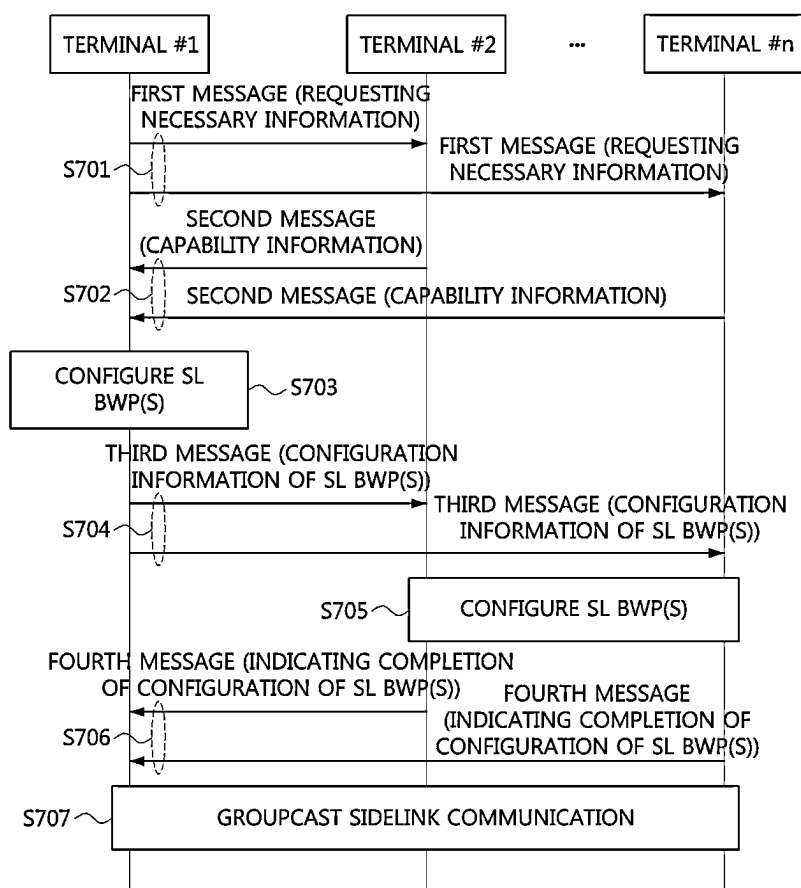 TERMINAL #1
TERMINAL #2
...
TERMINAL #n
FIRST MESSAGE (REQUESTING
NECESSARY INFORMATION)
FIRST MESSAGE (REQUESTING
NECESSARY INFORMATION)
S701
SECOND MESSAGE
(CAPABILITY INFORMATION)
S702
SECOND MESSAGE (CAPABILITY INFORMATION)
CONFIGURE SL
BWP(S)
S703
THIRD MESSAGE (CONFIGURATION
INFORMATION OF SL BWP(S))
THIRD MESSAGE (CONFIGURATION
INFORMATION OF SL BWP(S))
S704
S705
CONFIGURE SL BWP(S)
FOURTH MESSAGE (INDICATING COMPLETION
OF CONFIGURATION OF SL BWP(S))
FOURTH MESSAGE
(INDICATING COMPLETION OF
CONFIGURATION OF SL BWP(S))
S706
S707
GROUPCAST SIDELINK COMMUNICATION